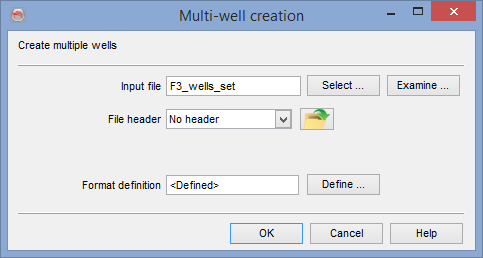 Multi-well creation
Create multiple wells
Input file F3_wells_set Select ... Examine ...
File header No header
Format definition <Defined> Define ...
OK Cancel Help